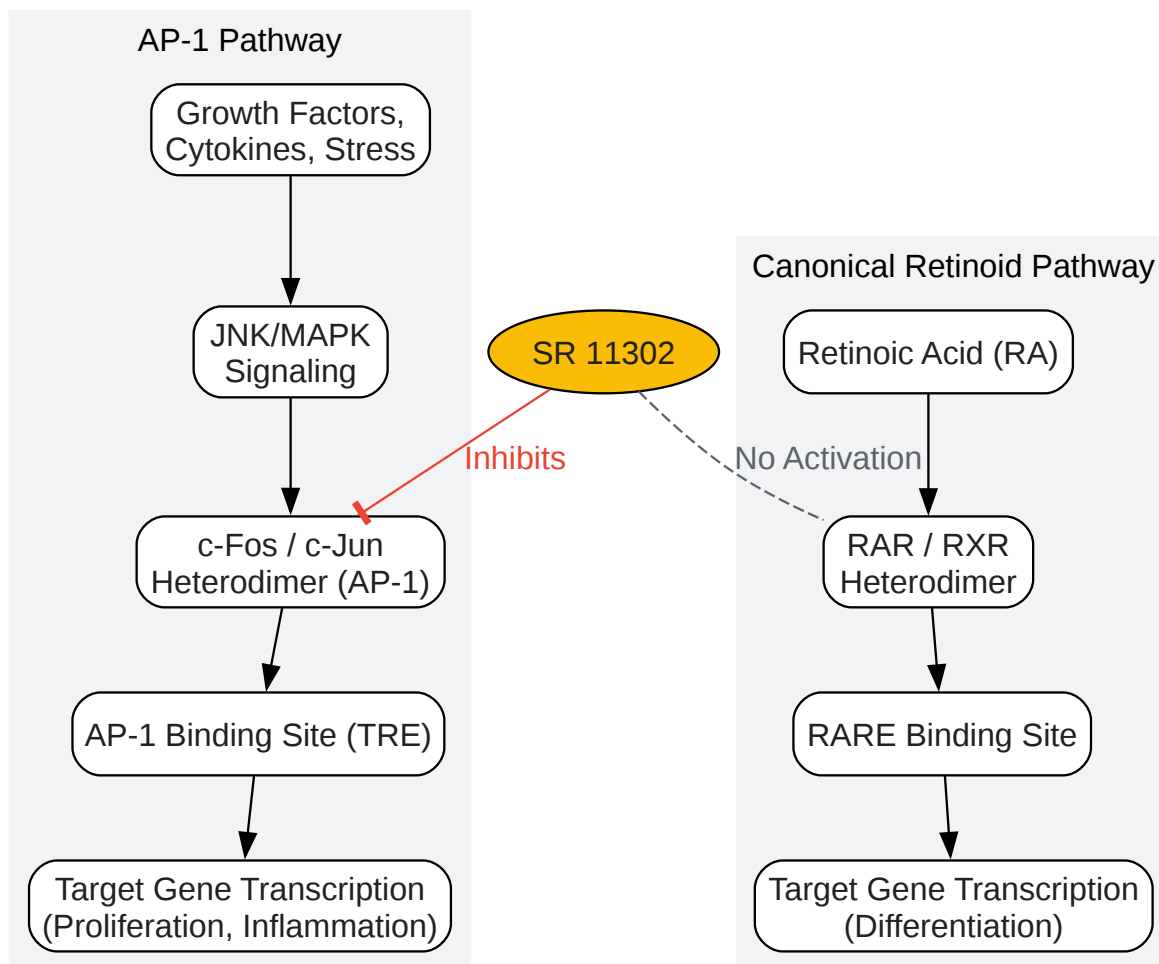 AP-1 Pathway
Growth Factors,
Cytokines, Stress
JNK/MAPK
Signaling
c-Fos / c-Jun
Heterodimer (AP-1)
AP-1 Binding Site (TRE)
Target Gene Transcription
(Proliferation, Inflammation)
SR 11302
Inhibits
No Activation
Canonical Retinoid Pathway
Retinoic Acid (RA)
RAR / RXR
Heterodimer
RARE Binding Site
Target Gene Transcription
(Differentiation)